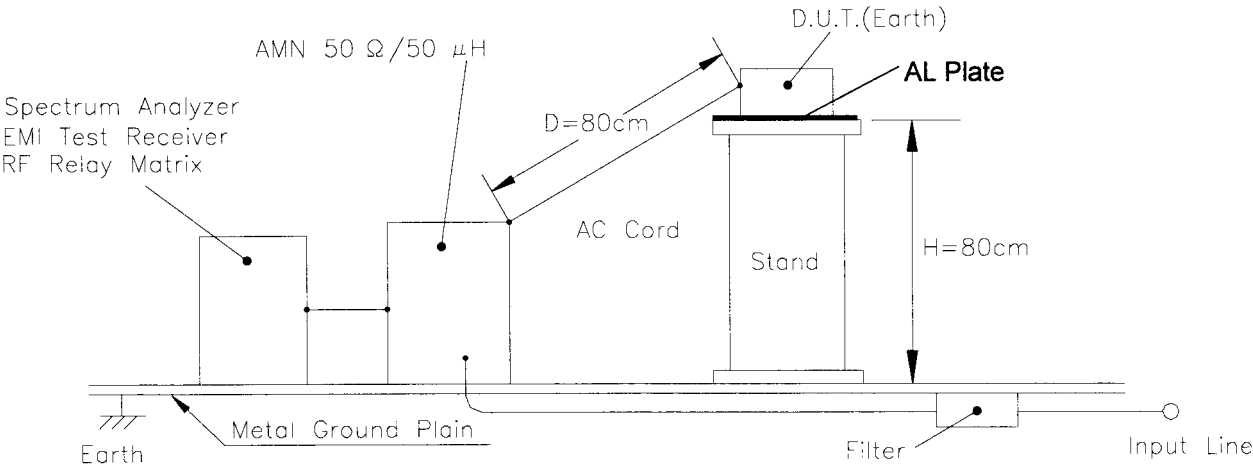 D.U.T.(Earth)
AMN 50 Ω/50 μH
AL Plate
Spectrum Analyzer
EMI Test Receiver
RF Relay Matrix
D=80cm
AC Cord
Stand
H=80cm
Metal Ground Plain
Earth
Filter
Input Line